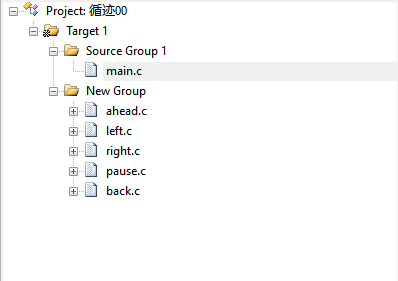 Project: 循迹00
Target 1
Source Group 1
main.c
New Group
ahead.c
left.c
right.c
pause.c
back.c